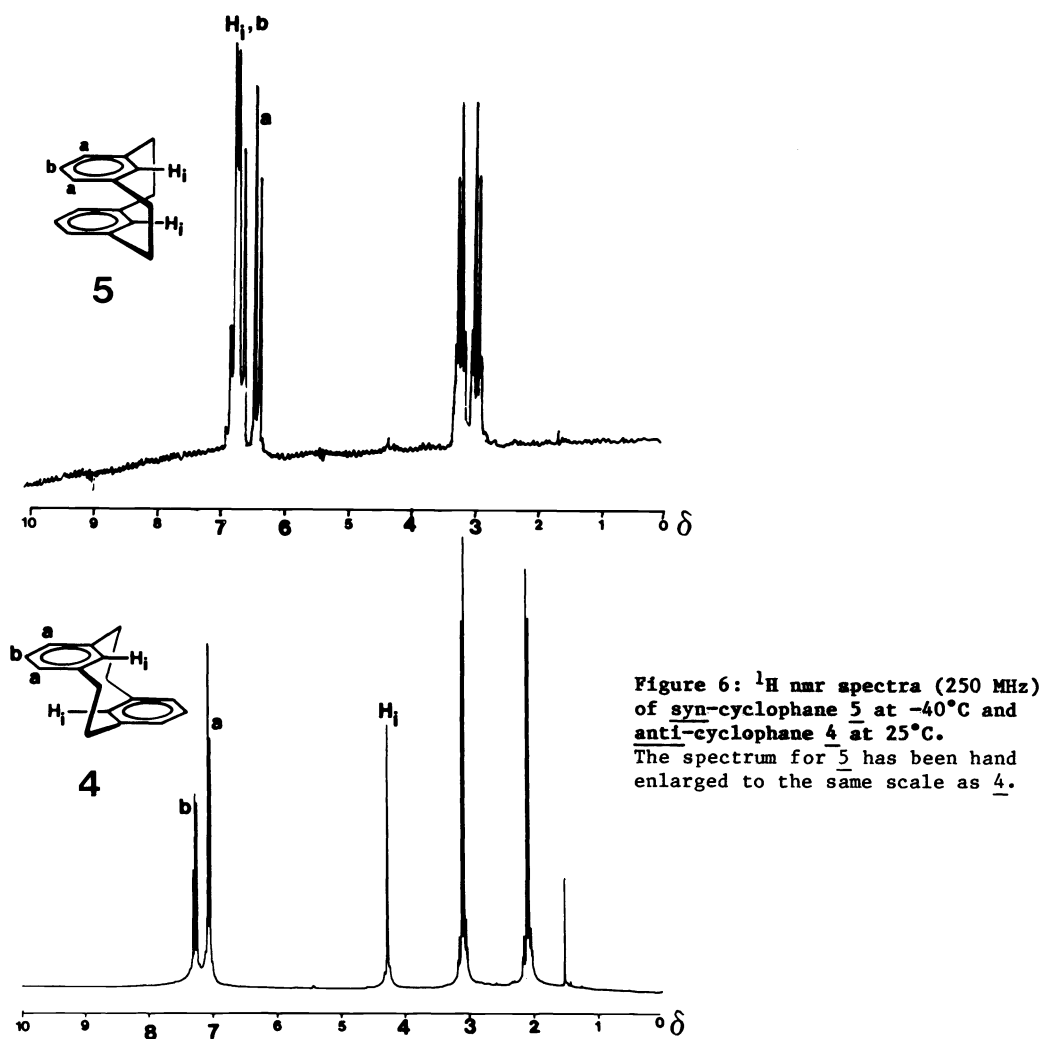 Hi,b
a
a
b
a
Hi
Hi
5
10 9 8 7 6 5 4 3 2 1 0 δ
a
b
a
Hi
Hi
4
b
a
Hi
10 9 8 7 6 5 4 3 2 1 0 δ
Figure 6: ¹H nmr spectra (250 MHz)
of syn-cyclophane 5 at -40°C and
anti-cyclophane 4 at 25°C.
The spectrum for 5 has been hand
enlarged to the same scale as 4.